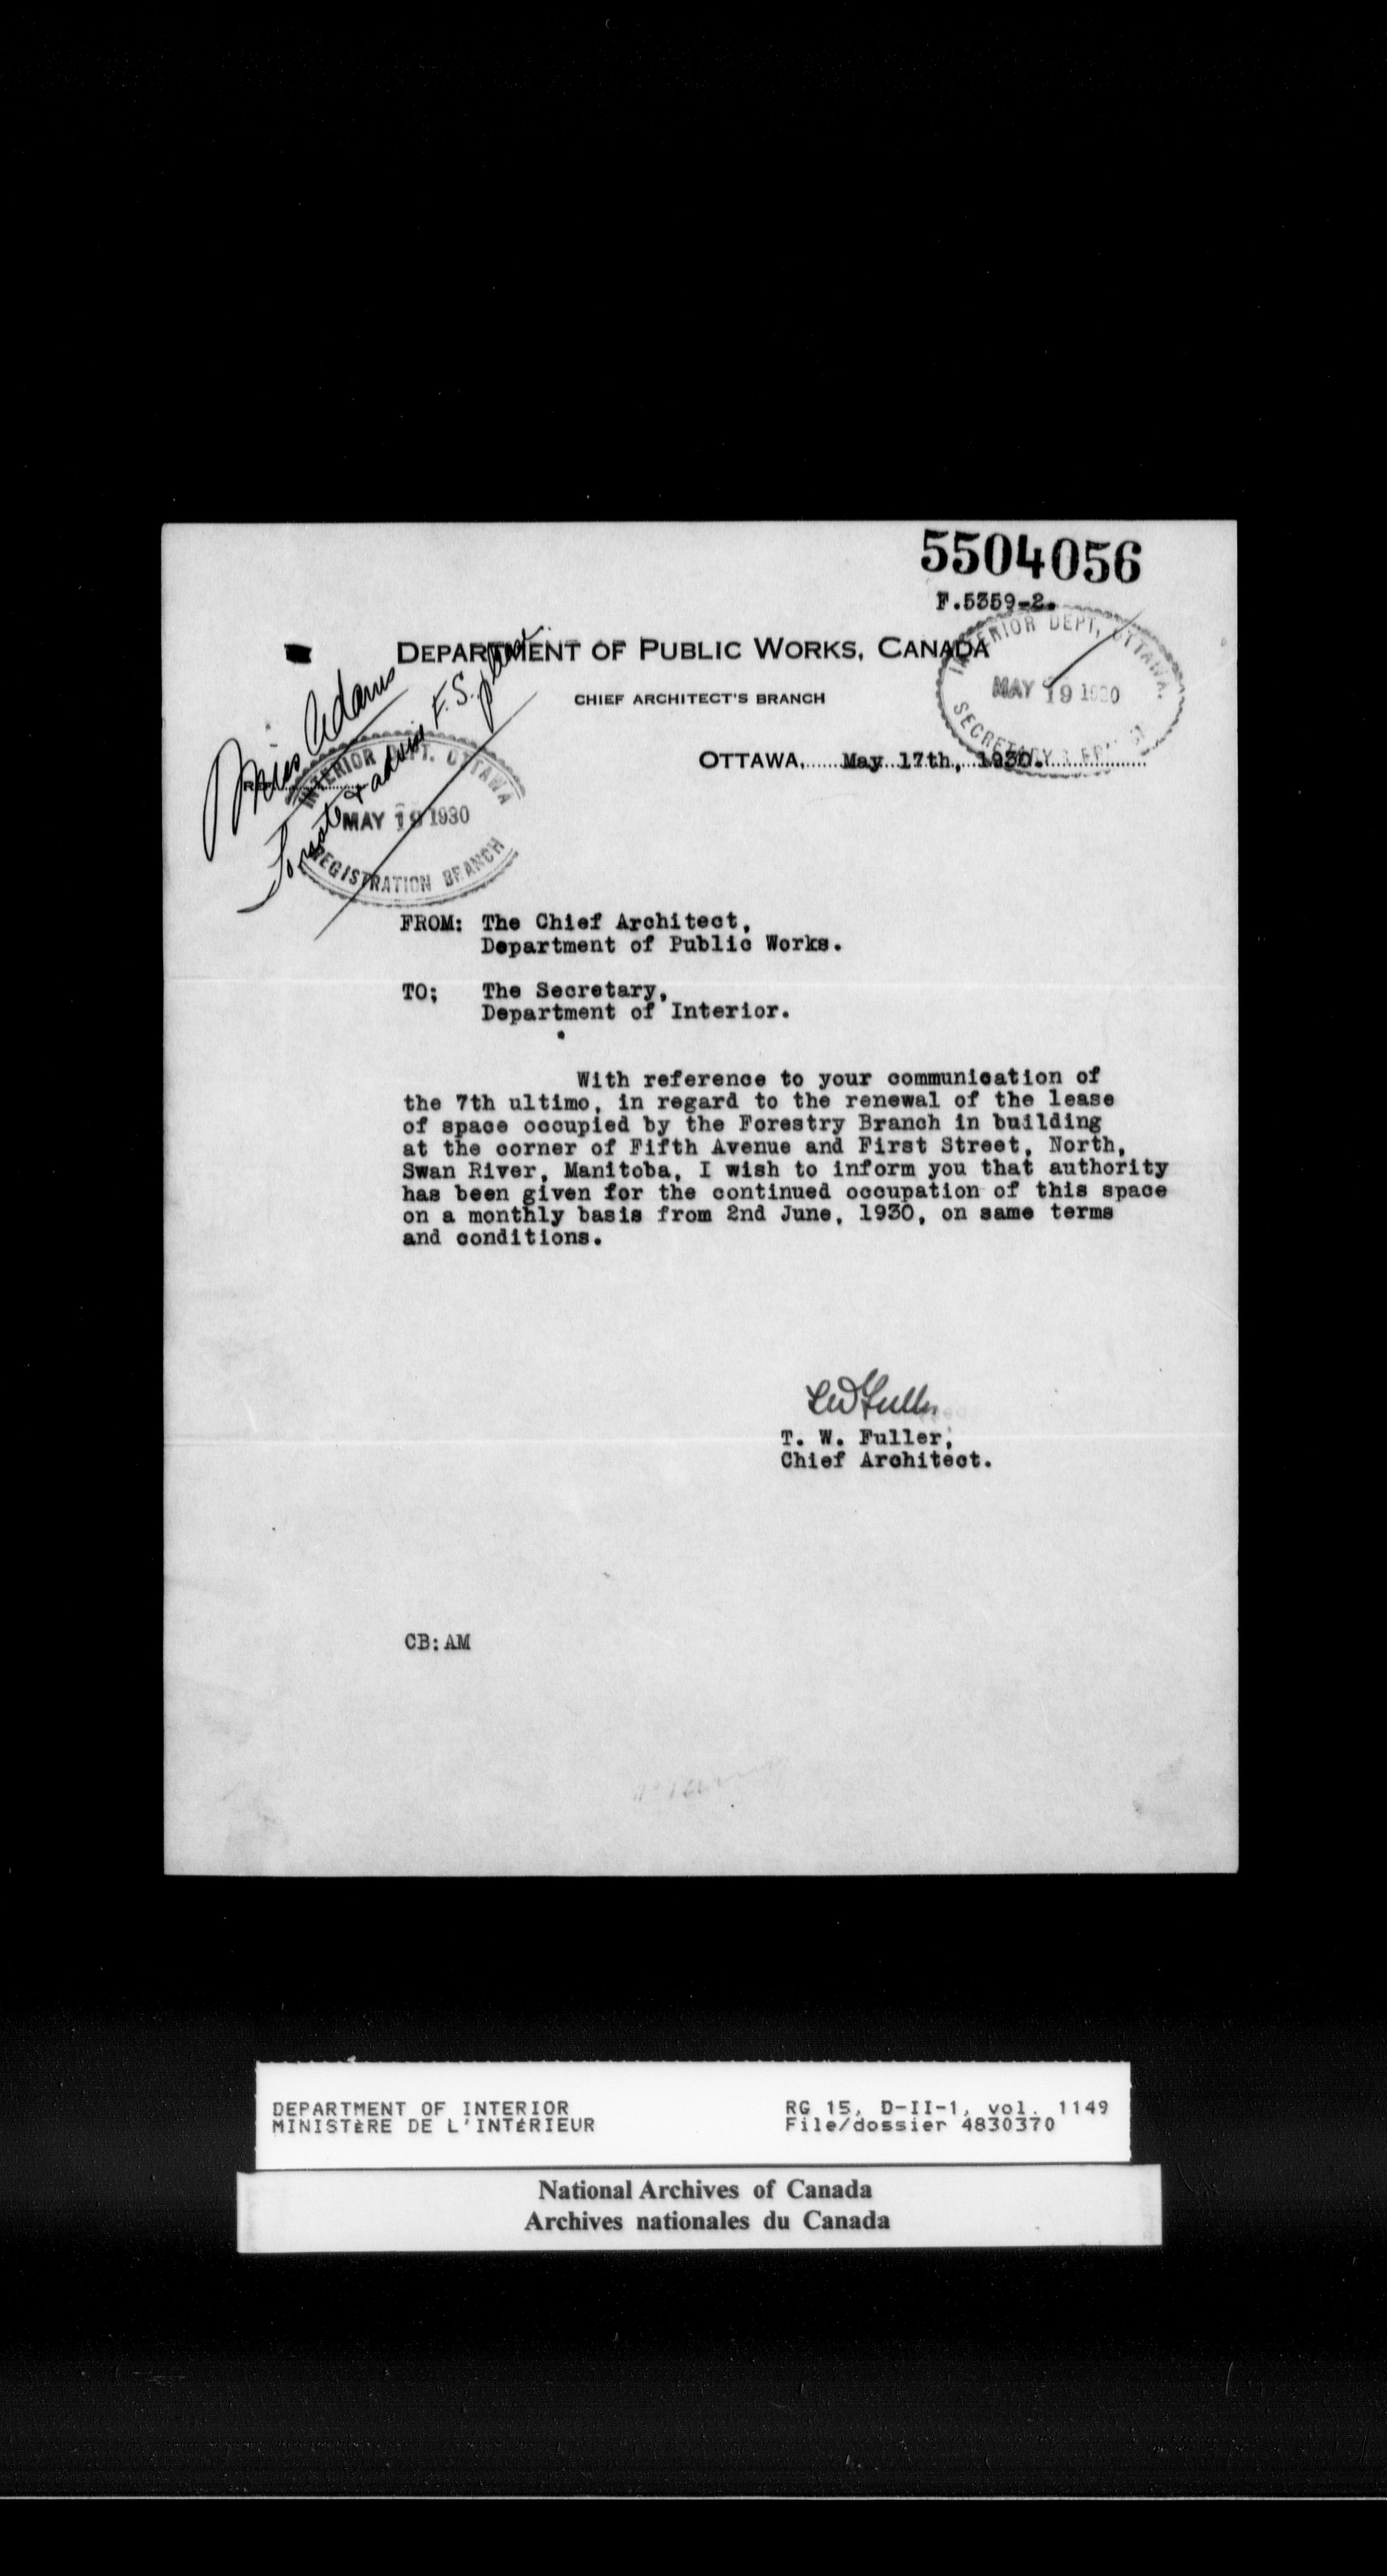 5504056
F.5359-2.
DEPARTMENT OF PUBLIC WORKS, CANADA
CHIEF ARCHITECT'S BRANCH
INTERIOR DEPT, OTTAWA.
MAY 19 1930
SECRETARY
OTTAWA, May 17th, 1930.
Miss Adams
& advise F.S. please
REF.
INTERIOR DEPT. OTTAWA
MAY 19 1930
REGISTRATION BRANCH
FROM: The Chief Architect,
Department of Public Works.
TO; The Secretary,
Department of Interior.
With reference to your communication of
the 7th ultimo, in regard to the renewal of the lease
of space occupied by the Forestry Branch in building
at the corner of Fifth Avenue and First Street, North,
Swan River, Manitoba, I wish to inform you that authority
has been given for the continued occupation of this space
on a monthly basis from 2nd June, 1930, on same terms
and conditions.
TWFuller
T. W. Fuller,
Chief Architect.
CB:AM
DEPARTMENT OF INTERIOR RG 15, D-II-1, vol. 1149
MINISTÈRE DE L'INTÉRIEUR File/dossier 4830370
National Archives of Canada
Archives nationales du Canada